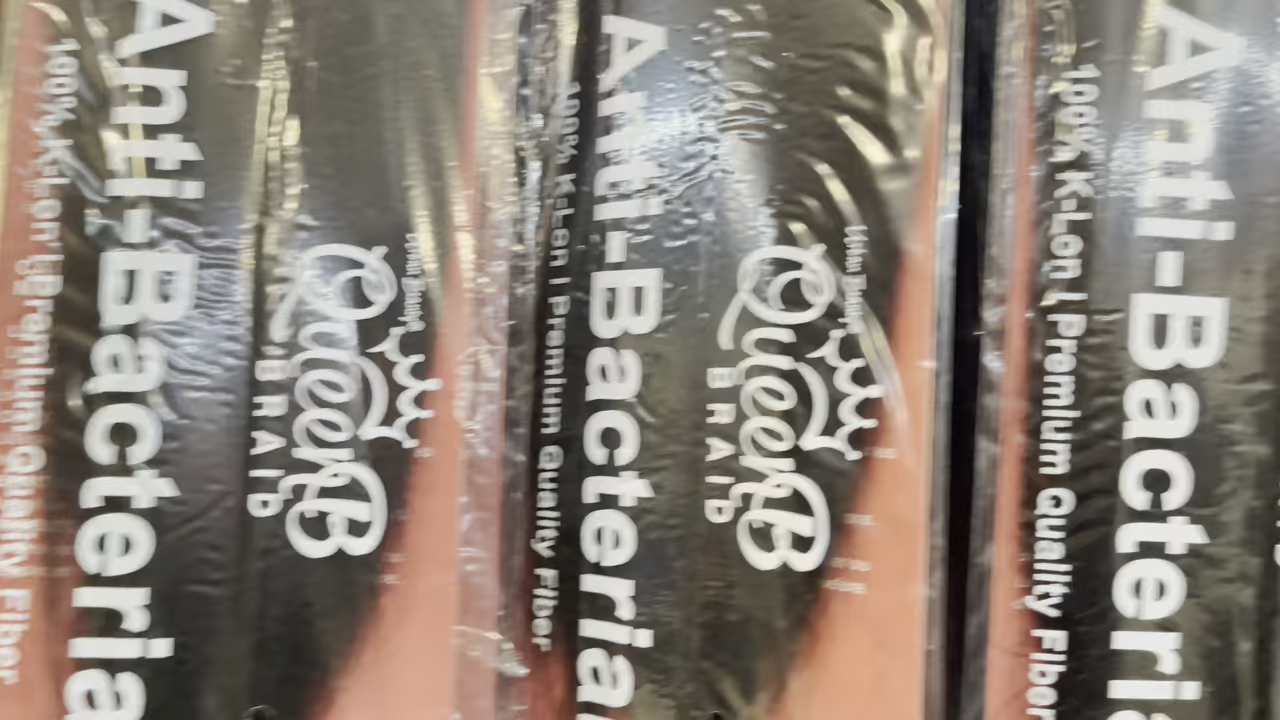 Anti-Bacteria
100% K-Lon | Premium Quality Fiber
QueenB
BRAID
Anti-Bacterial
100% K-Lon | Premium Quality Fiber
QueenB
BRAID
Anti-Bacteria
100% K-Lon | Premium Quality Fiber